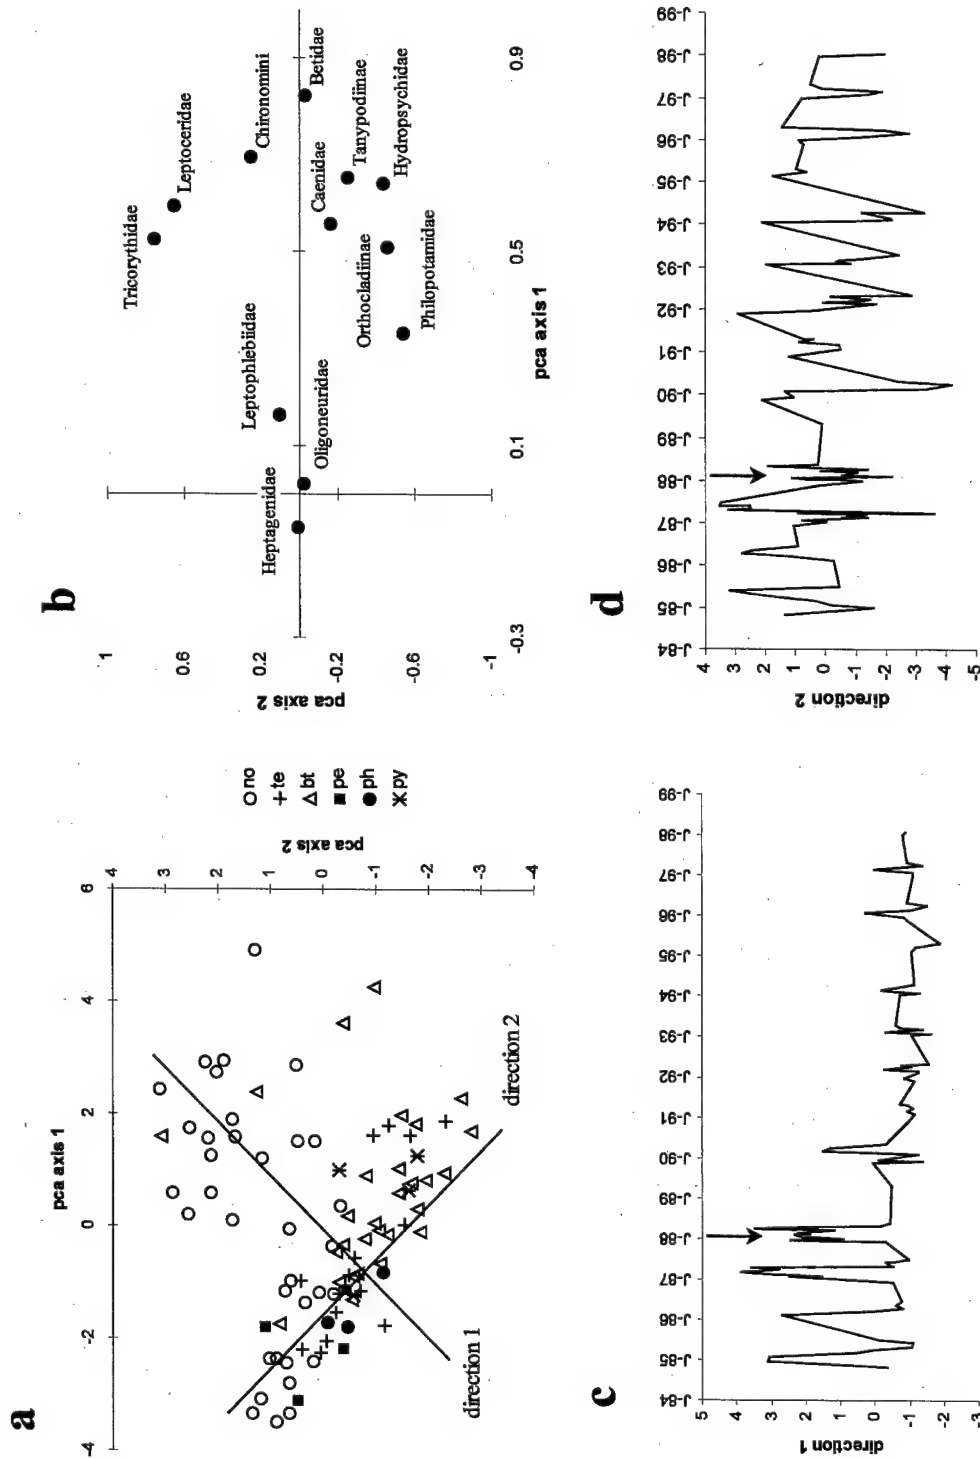 a
pca axis 1
-4
-2
0
2
4
6
4
3
2
1
0
-1
-2
-3
-4
pca axis 2
direction 1
direction 2
no
te
bt
pe
ph
py
b
1
0.6
0.2
-0.2
-0.6
-1
pca axis 2
-0.3
0.1
0.5
0.9
pca axis 1
Tricorythidae
Leptoceridae
Chironomini
Betidae
Leptophlebiidae
Caenidae
Tanypodiinae
Heptagenidae
Oligoneuridae
Orthocladiinae
Hydropsychidae
Philopotamidae
c
5
4
3
2
1
0
-1
-2
-3
direction 1
J-84
J-85
J-86
J-87
J-88
J-89
J-90
J-91
J-92
J-93
J-94
J-95
J-96
J-97
J-98
J-99
d
4
3
2
1
0
-1
-2
-3
-4
-5
direction 2
J-84
J-85
J-86
J-87
J-88
J-89
J-90
J-91
J-92
J-93
J-94
J-95
J-96
J-97
J-98
J-99